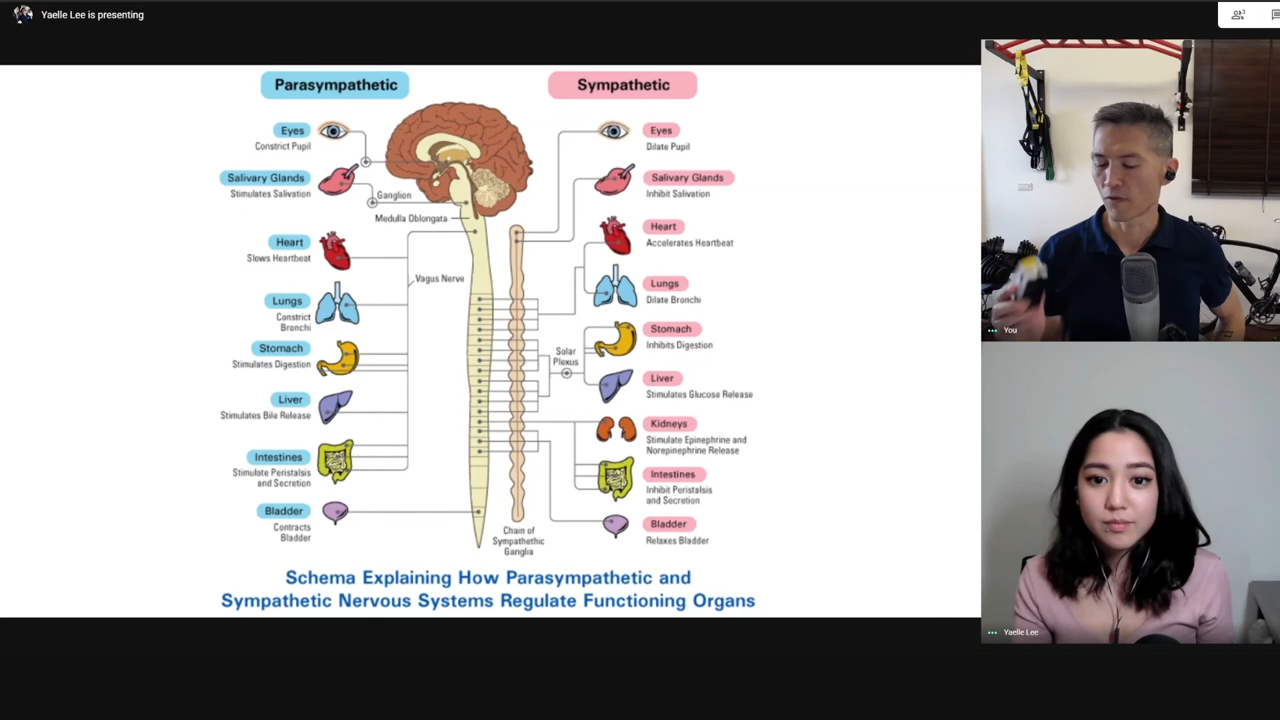 Yaelle Lee is presenting
3
Parasympathetic
Sympathetic
Eyes
Constrict Pupil
Salivary Glands
Stimulates Salivation
Heart
Slows Heartbeat
Lungs
Constrict
Bronchi
Stomach
Stimulates Digestion
Liver
Stimulates Bile Release
Intestines
Stimulate Peristalsis
and Secretion
Bladder
Contracts
Bladder
Ganglion
Medulla Oblongata
Vagus Nerve
Solar
Plexus
Chain of
Sympathethic
Ganglia
Eyes
Dilate Pupil
Salivary Glands
Inhibit Salivation
Heart
Accelerates Heartbeat
Lungs
Dilate Bronchi
Stomach
Inhibits Digestion
Liver
Stimulates Glucose Release
Kidneys
Stimulate Epinephrine and
Norepinephrine Release
Intestines
Inhibit Peristalsis
and Secretion
Bladder
Relaxes Bladder
Schema Explaining How Parasympathetic and
Sympathetic Nervous Systems Regulate Functioning Organs
You
Yaelle Lee